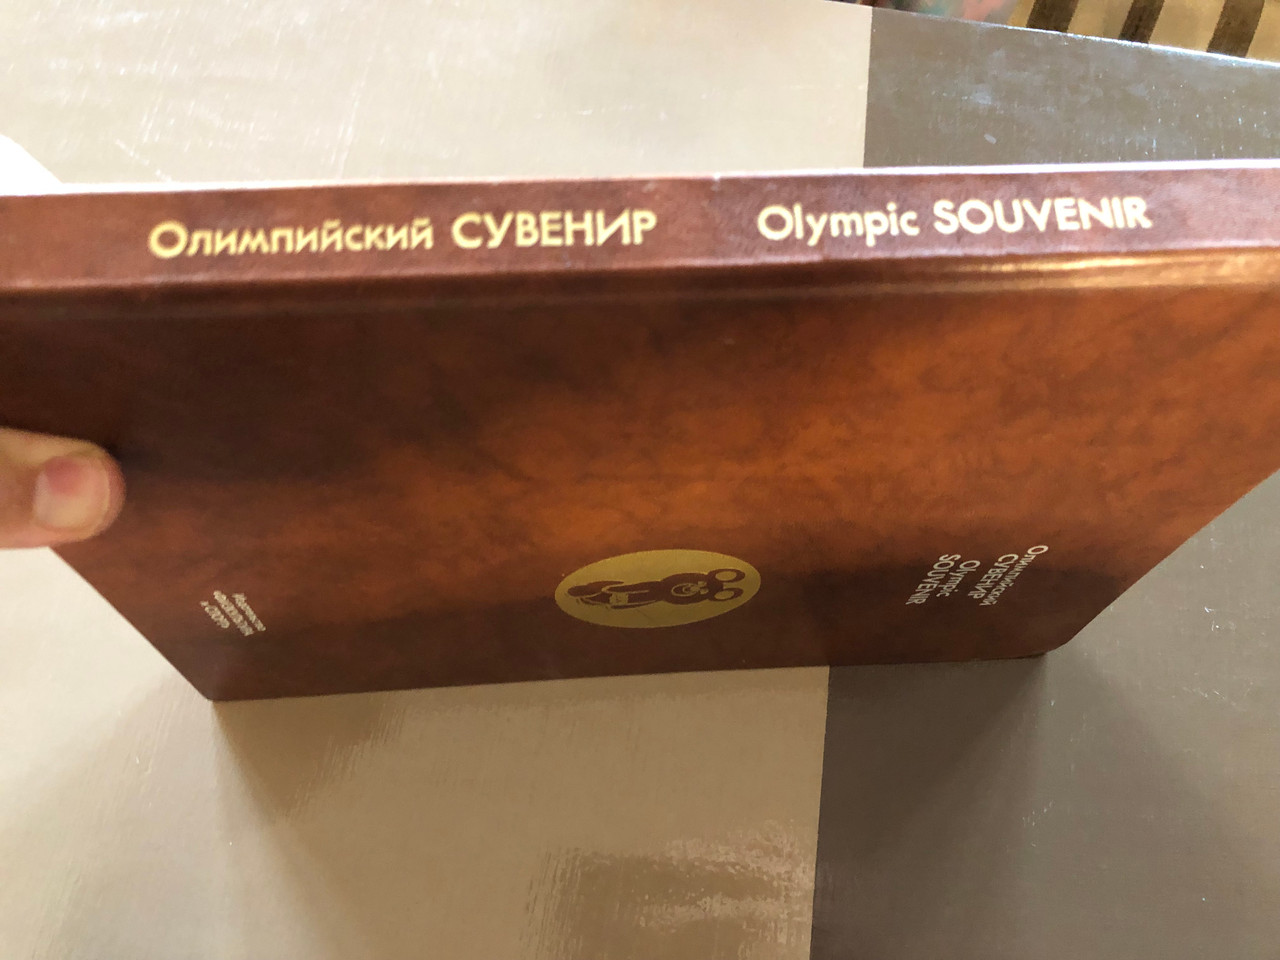 Олимпийский СУВЕНИР Olympic SOUVENIR
Олимпийский
СУВЕНИР
Olympic
SOUVENIR